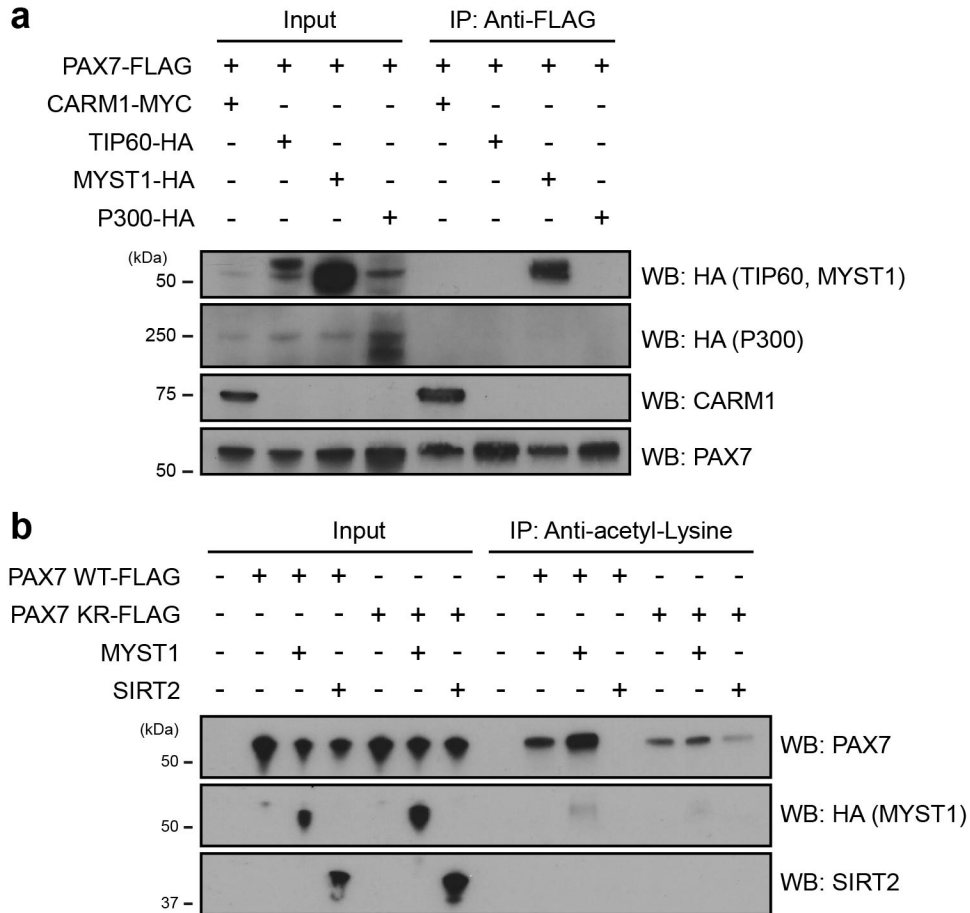 a
Input IP: Anti-FLAG
PAX7-FLAG + + + + + + + +
CARM1-MYC + - - - + - - -
TIP60-HA - + - - - + - -
MYST1-HA - - + - - - + -
P300-HA - - - + - - - +
(kDa)
50 WB: HA (TIP60, MYST1)
250 WB: HA (P300)
75 WB: CARM1
50 WB: PAX7
b
Input IP: Anti-acetyl-Lysine
PAX7 WT-FLAG - + + + - - - - + + + - - -
PAX7 KR-FLAG - - - - + + + - - - - + + +
MYST1 - - + - - + - - - + - - + -
SIRT2 - - - + - - + - - - + - - +
(kDa)
50 WB: PAX7
50 WB: HA (MYST1)
37 WB: SIRT2